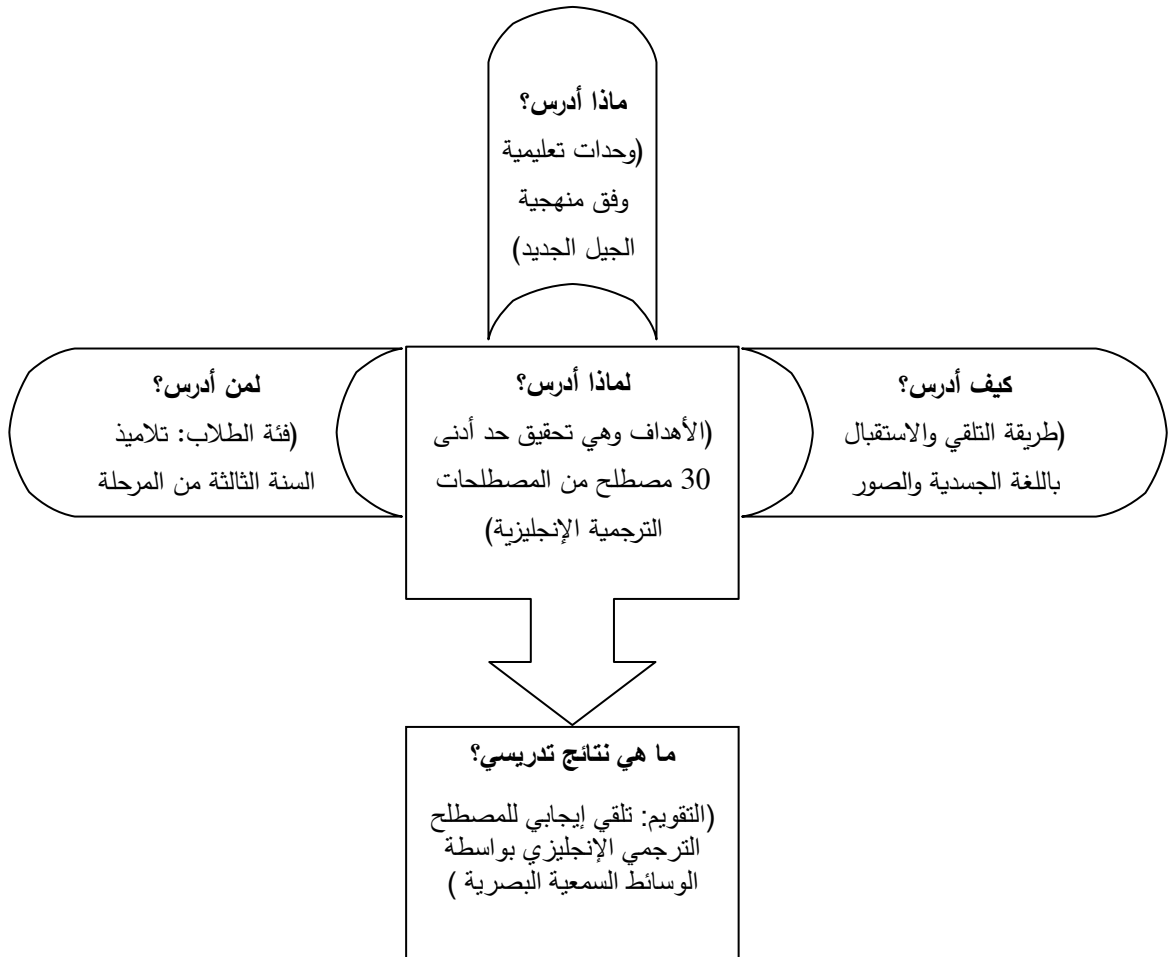 ماذا أدرس؟
(وحدات تعليمية
وفق منهجية
الجيل الجديد)
كيف أدرس؟
(طريقة التلقي والاستقبال
باللغة الجسدية والصور
لماذا أدرس؟
(الأهداف وهي تحقيق حد أدنى
30 مصطلح من المصطلحات
الترجمية الإنجليزية)
لمن أدرس؟
(فئة الطلاب: تلاميذ
السنة الثالثة من المرحلة
ما هي نتائج تدريسي؟
(التقويم: تلقي إيجابي للمصطلح
الترجمي الإنجليزي بواسطة
الوسائط السمعية البصرية )